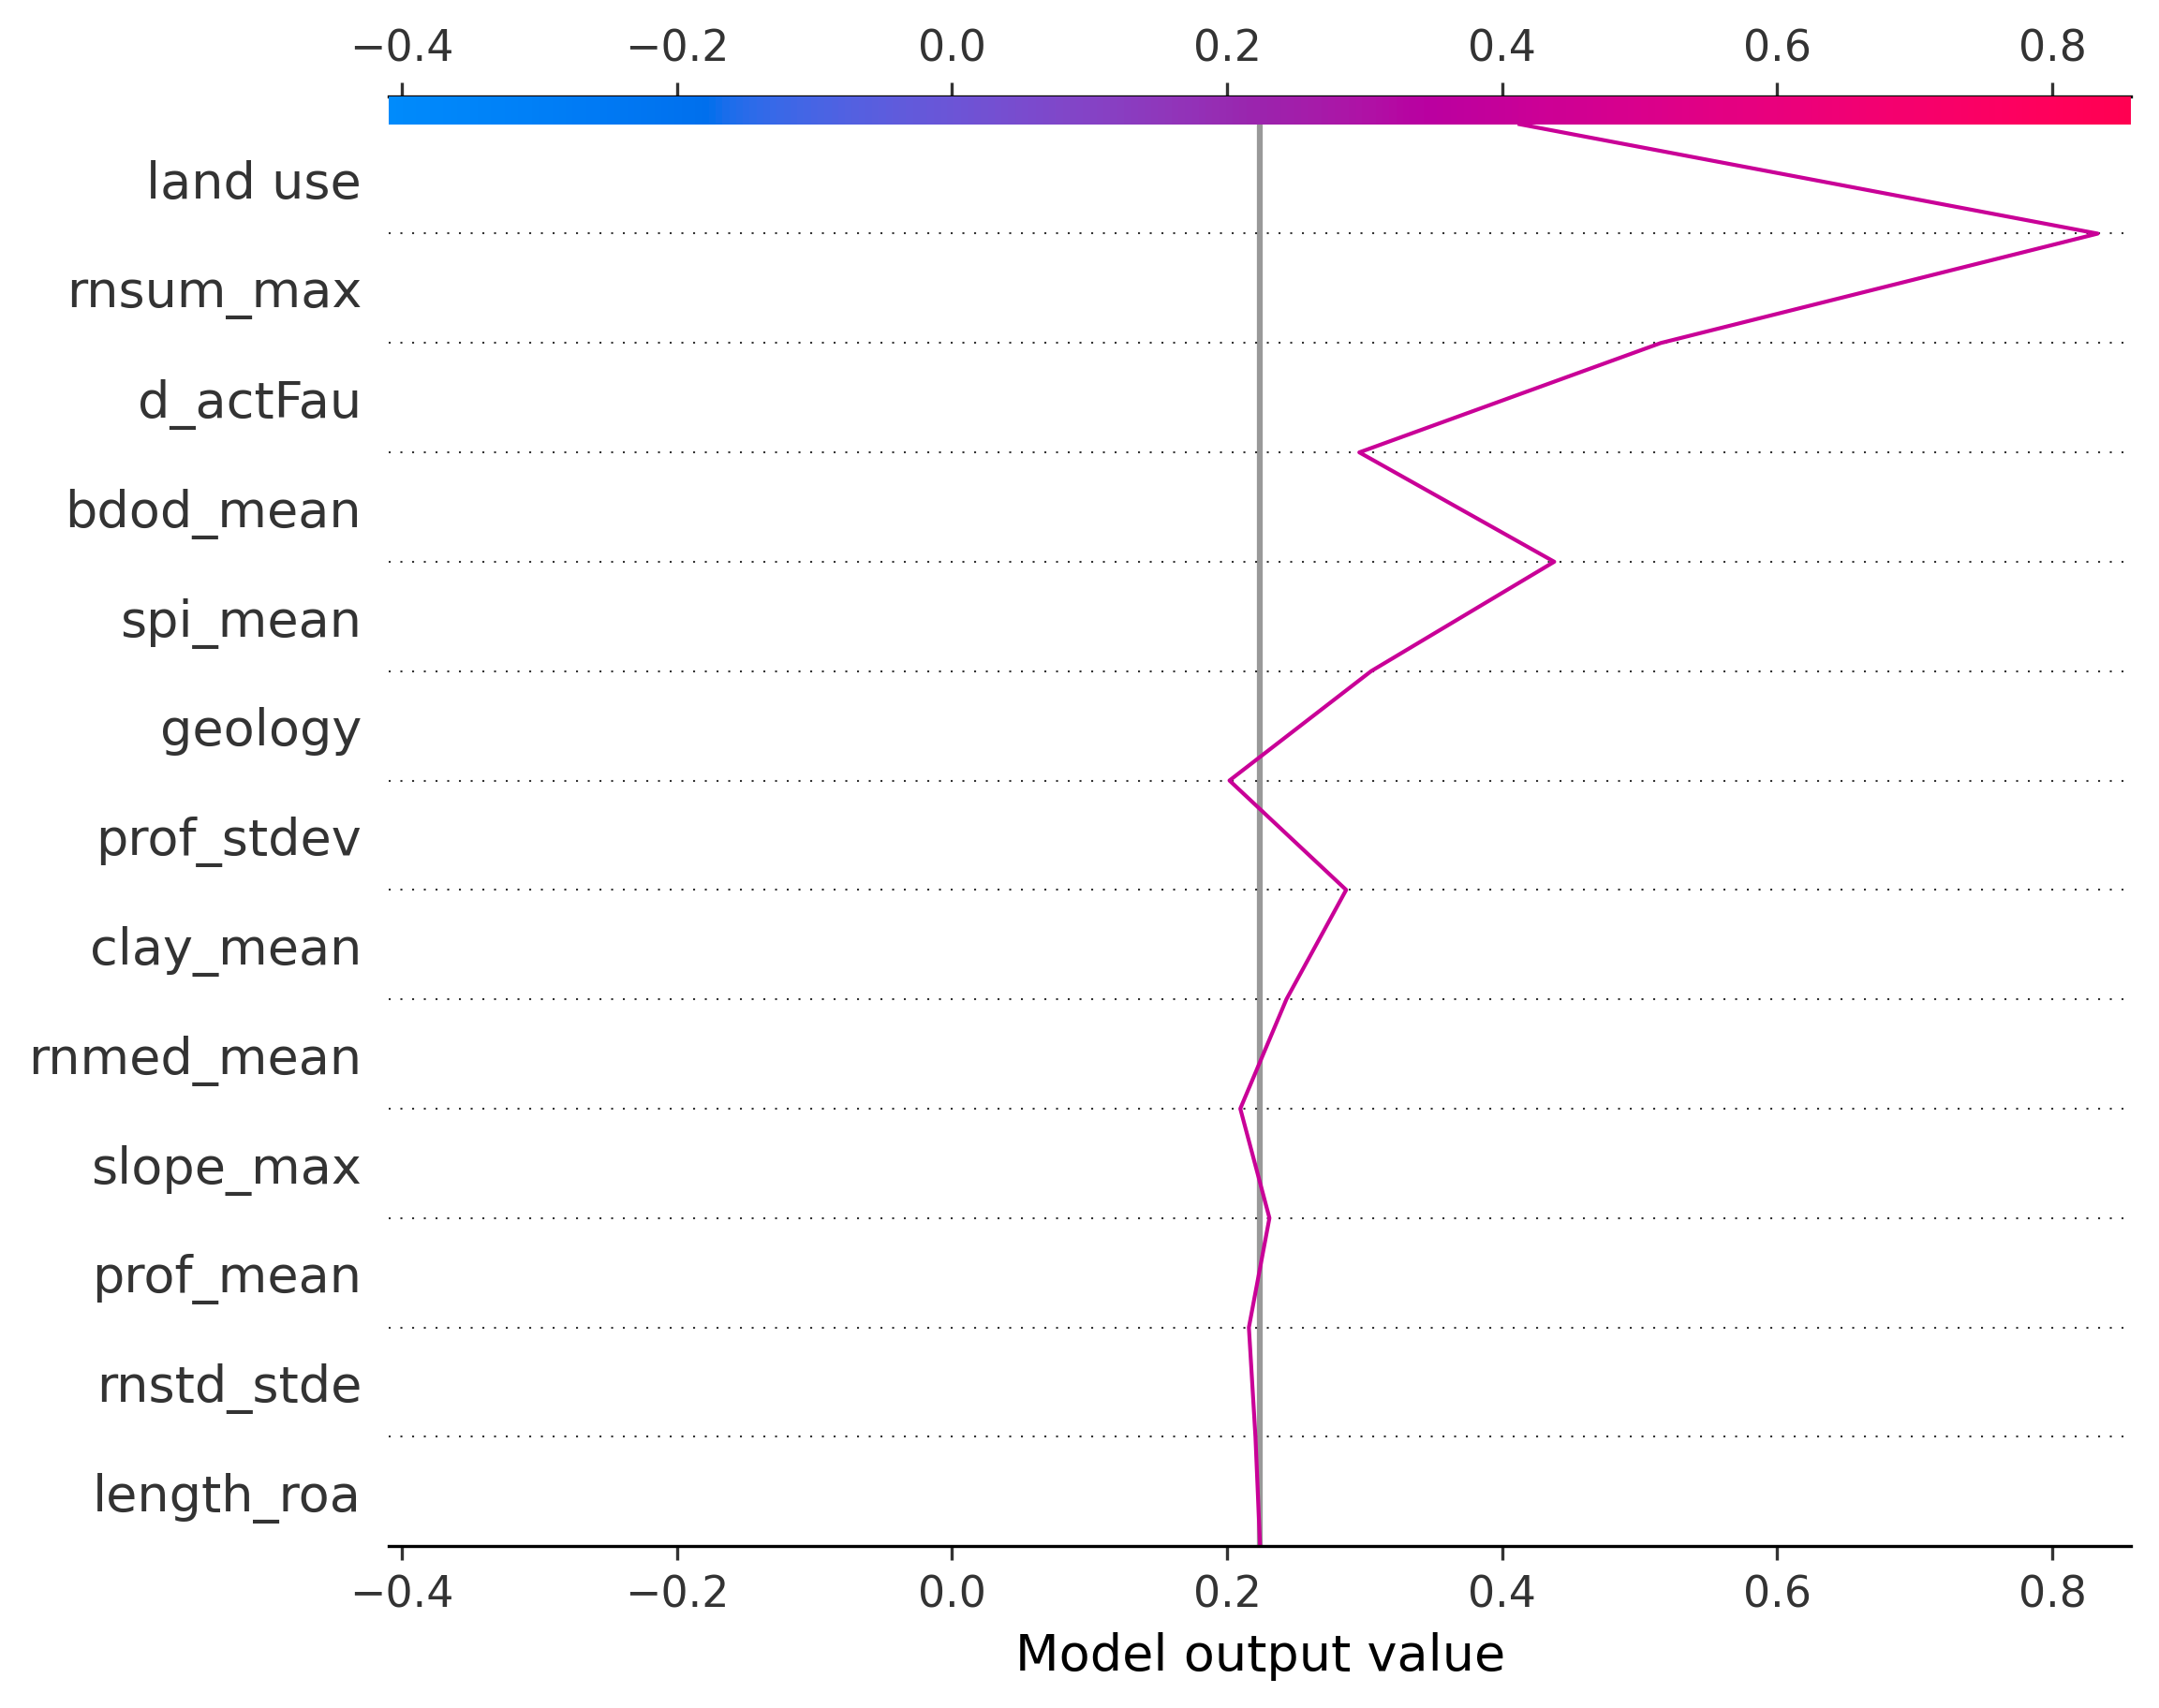 −0.4 −0.2 0.0 0.2 0.4 0.6 0.8
land use
rnsum_max
d_actFau
bdod_mean
spi_mean
geology
prof_stdev
clay_mean
rnmed_mean
slope_max
prof_mean
rnstd_stde
length_roa
−0.4 −0.2 0.0 0.2 0.4 0.6 0.8
Model output value